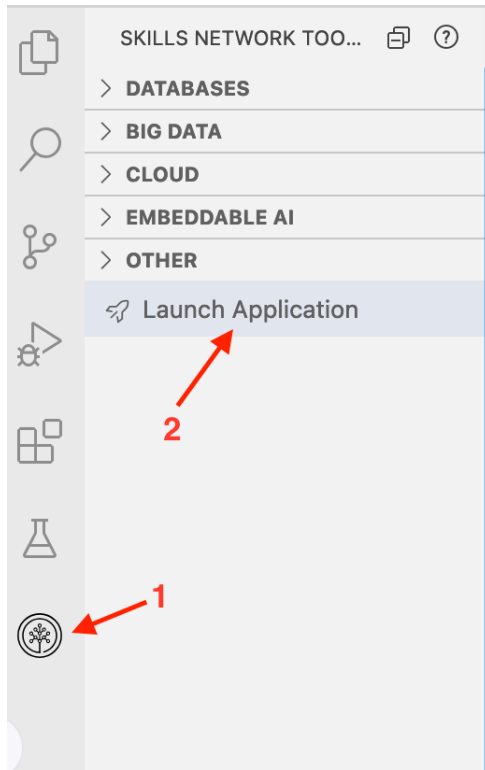 SKILLS NETWORK TOO...
?
DATABASES
BIG DATA
CLOUD
EMBEDDABLE AI
OTHER
Launch Application
2
1